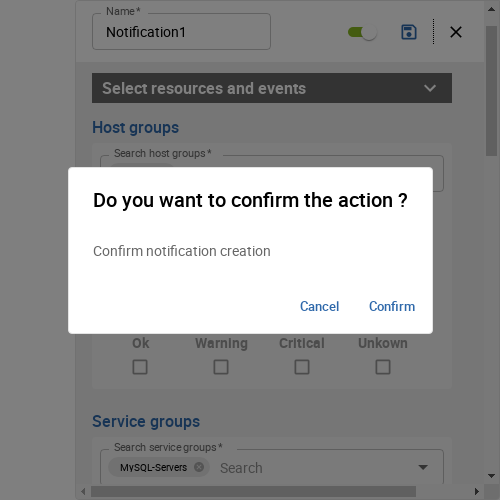 Name *
Notification1
Select resources and events
Host groups
Search host groups *
Do you want to confirm the action ?
Confirm notification creation
Cancel
Confirm
Ok
Warning
Critical
Unkown
Service groups
Search service groups *
MySQL-Servers
Search